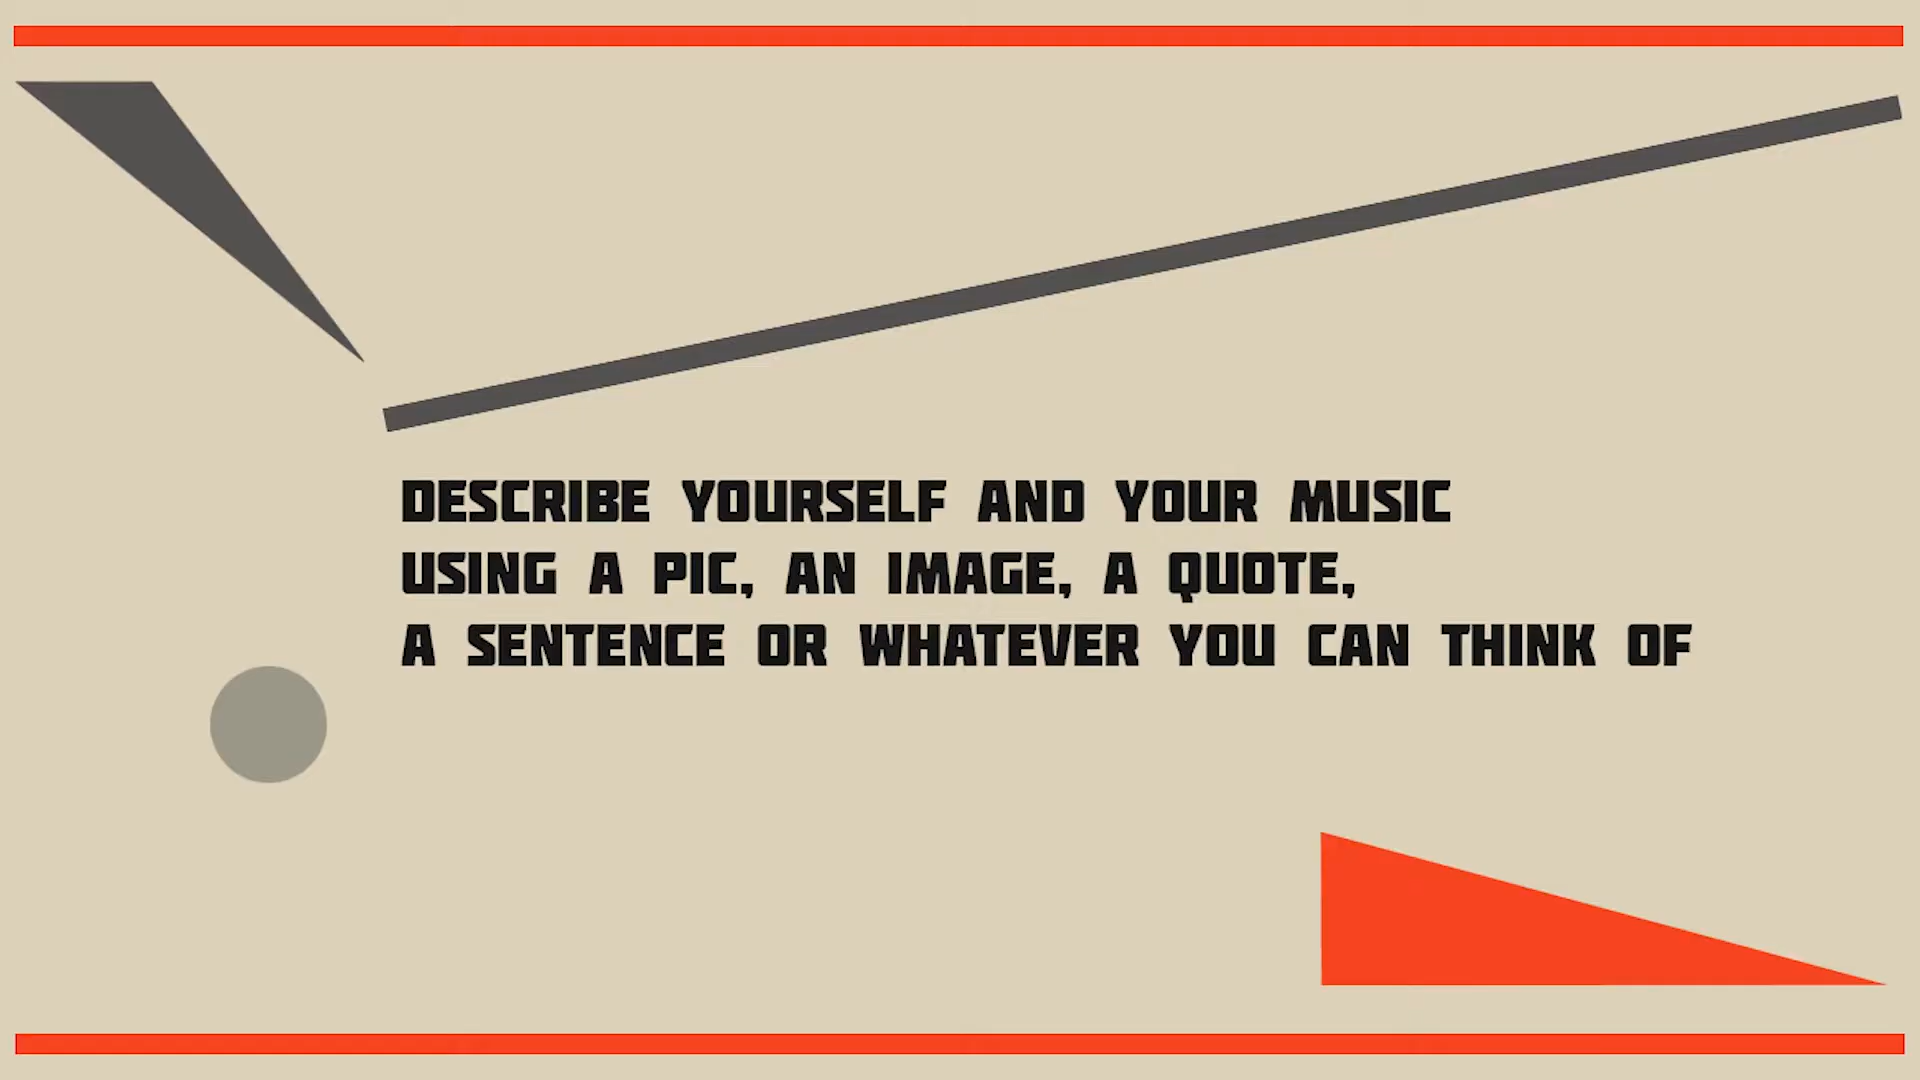 DESCRIBE YOURSELF AND YOUR MUSIC
USING A PIC, AN IMAGE, A QUOTE,
A SENTENCE OR WHATEVER YOU CAN THINK OF